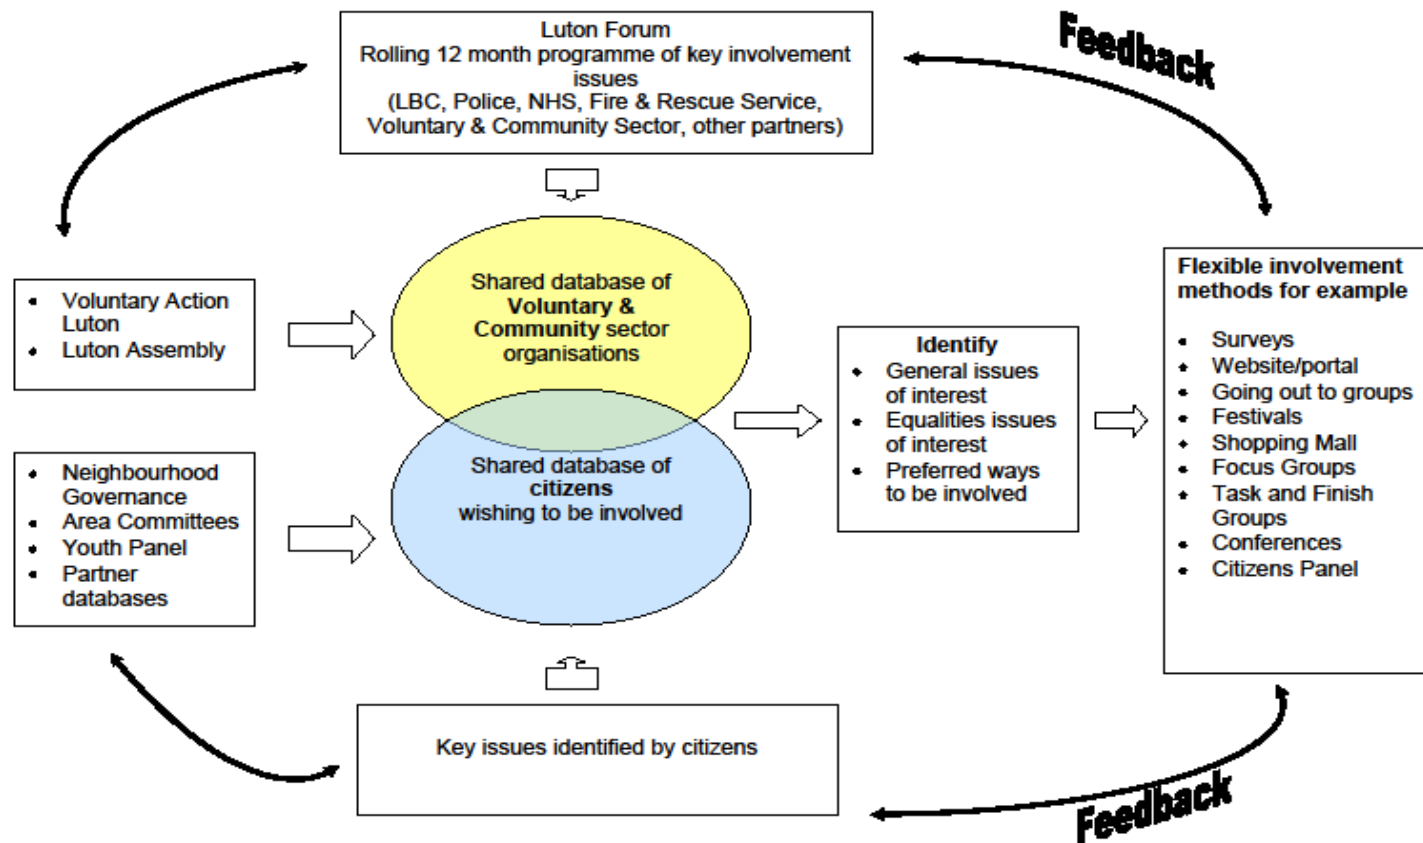 Luton Forum
Rolling 12 month programme of key involvement
issues
(LBC, Police, NHS, Fire & Rescue Service,
Voluntary & Community Sector, other partners)
Feedback
Voluntary Action
Luton
Luton Assembly
Shared database of
Voluntary &
Community sector
organisations
Neighbourhood
Governance
Area Committees
Youth Panel
Partner
databases
Shared database of
citizens
wishing to be involved
Identify
General issues
of interest
Equalities issues
of interest
Preferred ways
to be involved
Flexible involvement
methods for example
Surveys
Website/portal
Going out to groups
Festivals
Shopping Mall
Focus Groups
Task and Finish
Groups
Conferences
Citizens Panel
Key issues identified by citizens
Feedback